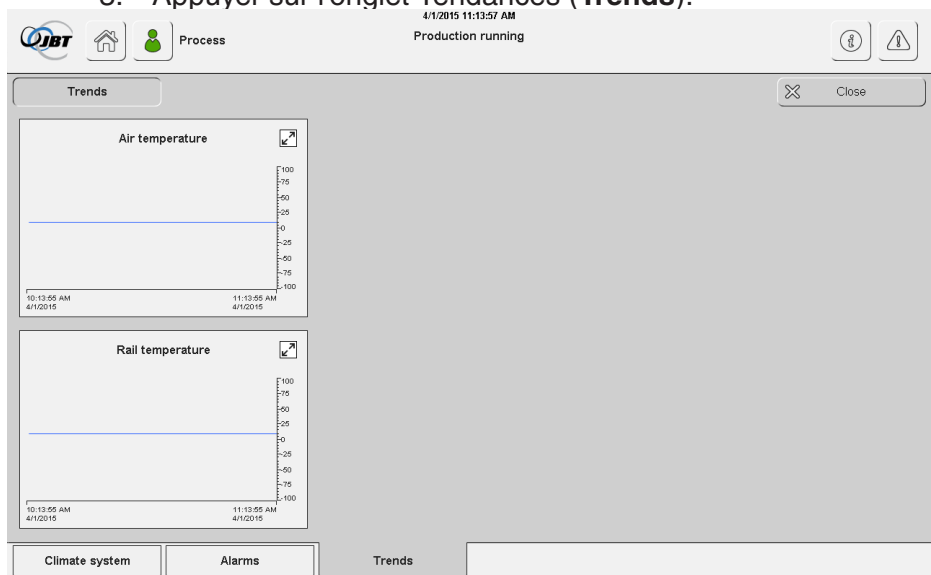 3. Appuyer sur l'onglet Tendances (Trends).
4/1/2015 11:13:57 AM
JBT
Process
Production running
Trends
Close
Air temperature
100
75
50
25
0
-25
-50
-75
-100
10:13:55 AM
4/1/2015
11:13:55 AM
4/1/2015
Rail temperature
100
75
50
25
0
-25
-50
-75
-100
10:13:55 AM
4/1/2015
11:13:55 AM
4/1/2015
Climate system
Alarms
Trends